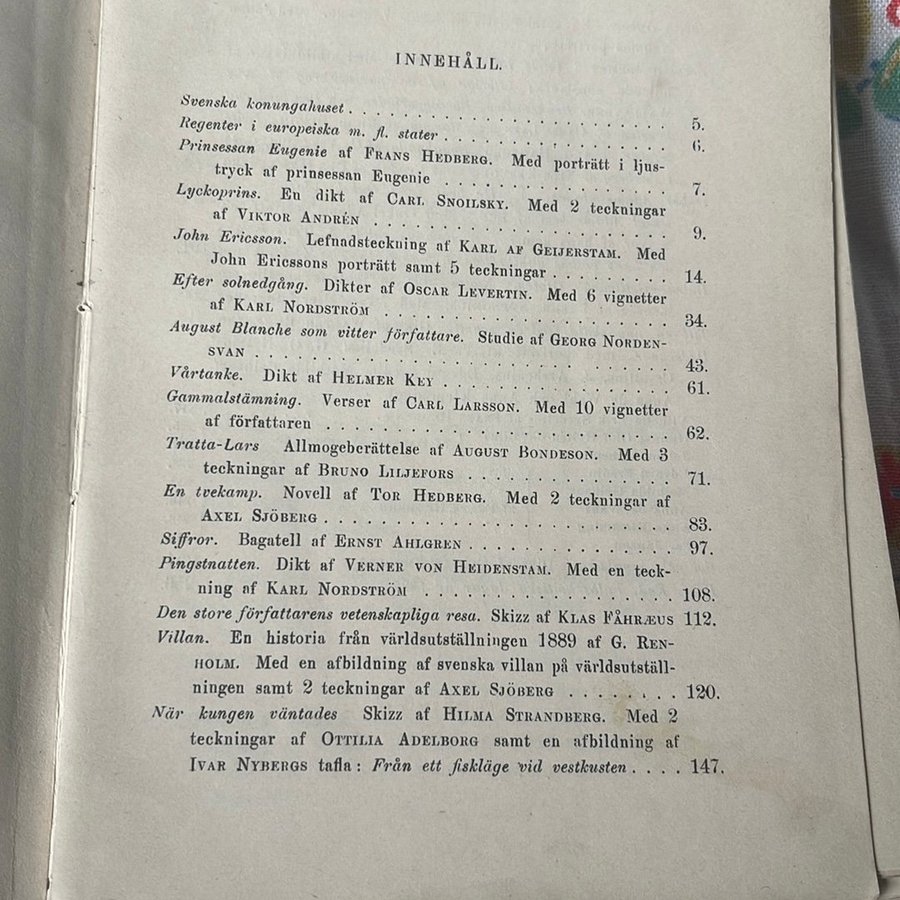 INNEHÅLL.
Svenska konungahuset . . . . . . . . . . . . . . . . . . . . 5.
Regenter i europeiska m. fl. stater . . . . . . . . . . . . . . 6.
Prinsessan Eugenie af FRANS HEDBERG. Med porträtt i ljus-
tryck af prinsessan Eugenie . . . . . . . . . . . . . . 7.
Lyckoprins. En dikt af CARL SNOILSKY. Med 2 teckningar
af VIKTOR ANDRÉN . . . . . . . . . . . . . . . . . . 9.
John Ericsson. Lefnadsteckning af KARL AF GEIJERSTAM. Med
John Ericssons porträtt samt 5 teckningar . . . . . . . . 14.
Efter solnedgång. Dikter af OSCAR LEVERTIN. Med 6 vignetter
af KARL NORDSTRÖM . . . . . . . . . . . . . . . . . 34.
August Blanche som vitter författare. Studie af GEORG NORDEN-
SVAN . . . . . . . . . . . . . . . . . . . . . . . . 43.
Vårtanke. Dikt af HELMER KEY . . . . . . . . . . . . . . 61.
Gammalstämning. Verser af CARL LARSSON. Med 10 vignetter
af författaren . . . . . . . . . . . . . . . . . . . . . 62.
Tratta-Lars Allmogeberättelse af AUGUST BONDESON. Med 3
teckningar af BRUNO LILJEFORS . . . . . . . . . . . . . 71.
En tvekamp. Novell af TOR HEDBERG. Med 2 teckningar af
AXEL SJÖBERG . . . . . . . . . . . . . . . . . . . . . 83.
Siffror. Bagatell af ERNST AHLGREN . . . . . . . . . . . . 97.
Pingstnatten. Dikt af VERNER VON HEIDENSTAM. Med en teck-
ning af KARL NORDSTRÖM . . . . . . . . . . . . . . . 108.
Den store författarens vetenskapliga resa. Skizz af KLAS FÅHRÆUS 112.
Villan. En historia från världsutställningen 1889 af G. REN-
HOLM. Med en afbildning af svenska villan på världsutställ-
ningen samt 2 teckningar af AXEL SJÖBERG . . . . . . . 120.
När kungen väntades Skizz af HILMA STRANDBERG. Med 2
teckningar af OTTILIA ADELBORG samt en afbildning af
IVAR NYBERGS tafla: Från ett fiskläge vid vestkusten . . . . 147.